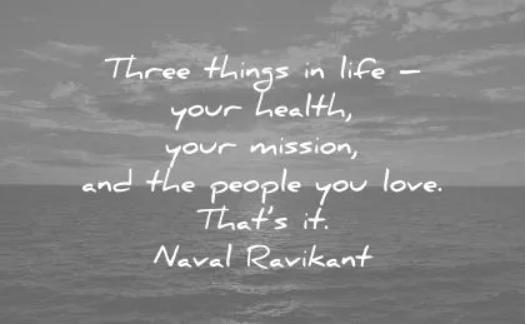 Three things in life –
your health,
your mission,
and the people you love.
That's it.
Naval Ravikant